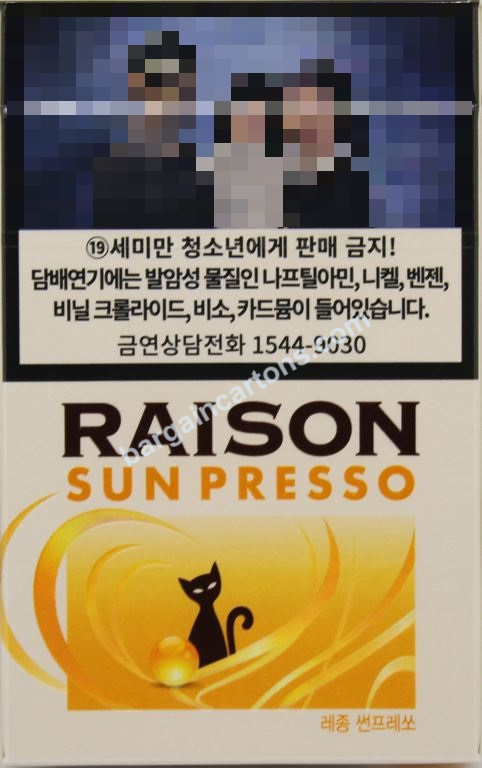 ⑲세미만 청소년에게 판매 금지!
담배연기에는 발암성 물질인 나프틸아민, 니켈, 벤젠,
비닐 크롤라이드, 비소, 카드뮴이 들어있습니다.
금연상담전화 1544-9030
bargaincartons.com
RAISON
SUN PRESSO
레종 썬프레쏘